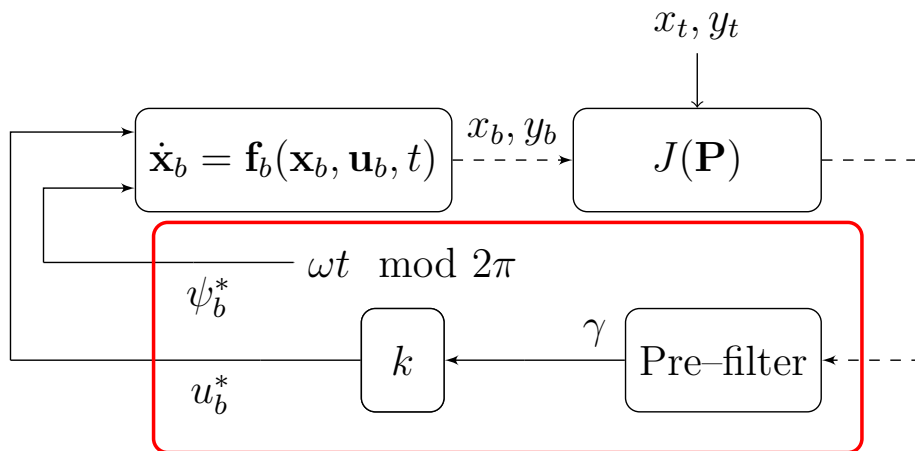 x_t, y_t
ẋ_b = f_b(x_b, u_b, t)
x_b, y_b
J(P)
ωt mod 2π
ψ_b^*
γ
k
Pre–filter
u_b^*